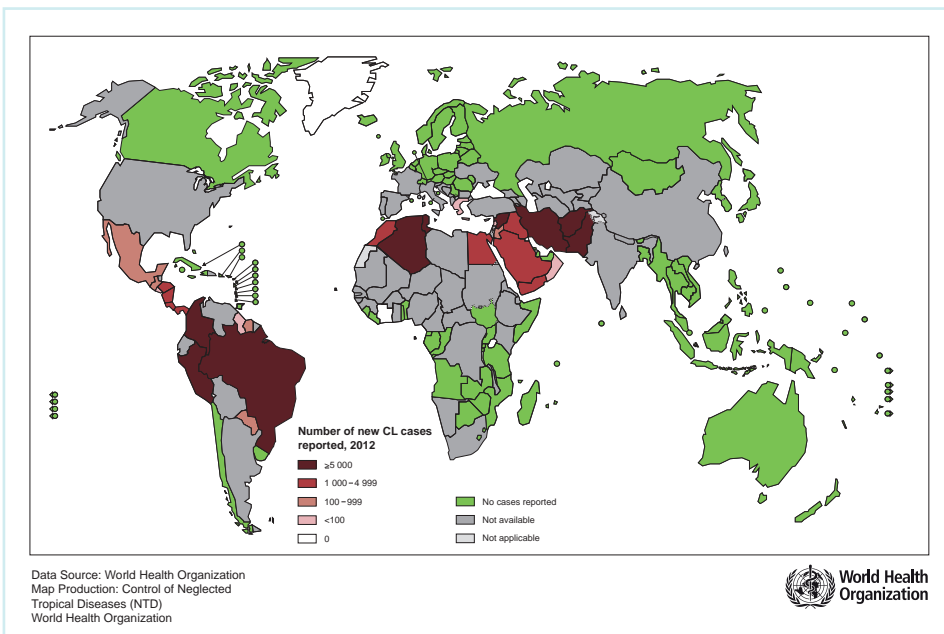 Number of new CL cases
reported, 2012
≥5 000
1 000–4 999
100–999
<100
0
No cases reported
Not available
Not applicable
Data Source: World Health Organization
Map Production: Control of Neglected
Tropical Diseases (NTD)
World Health Organization
World Health
Organization